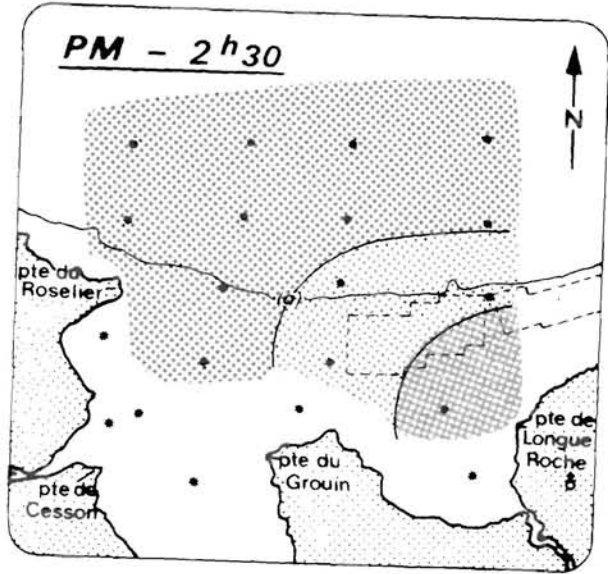 PM - 2h30
N
pte du
Roselier
(o)
pte de
Longue
Roche
pte du
Grouin
pte de
Cesson